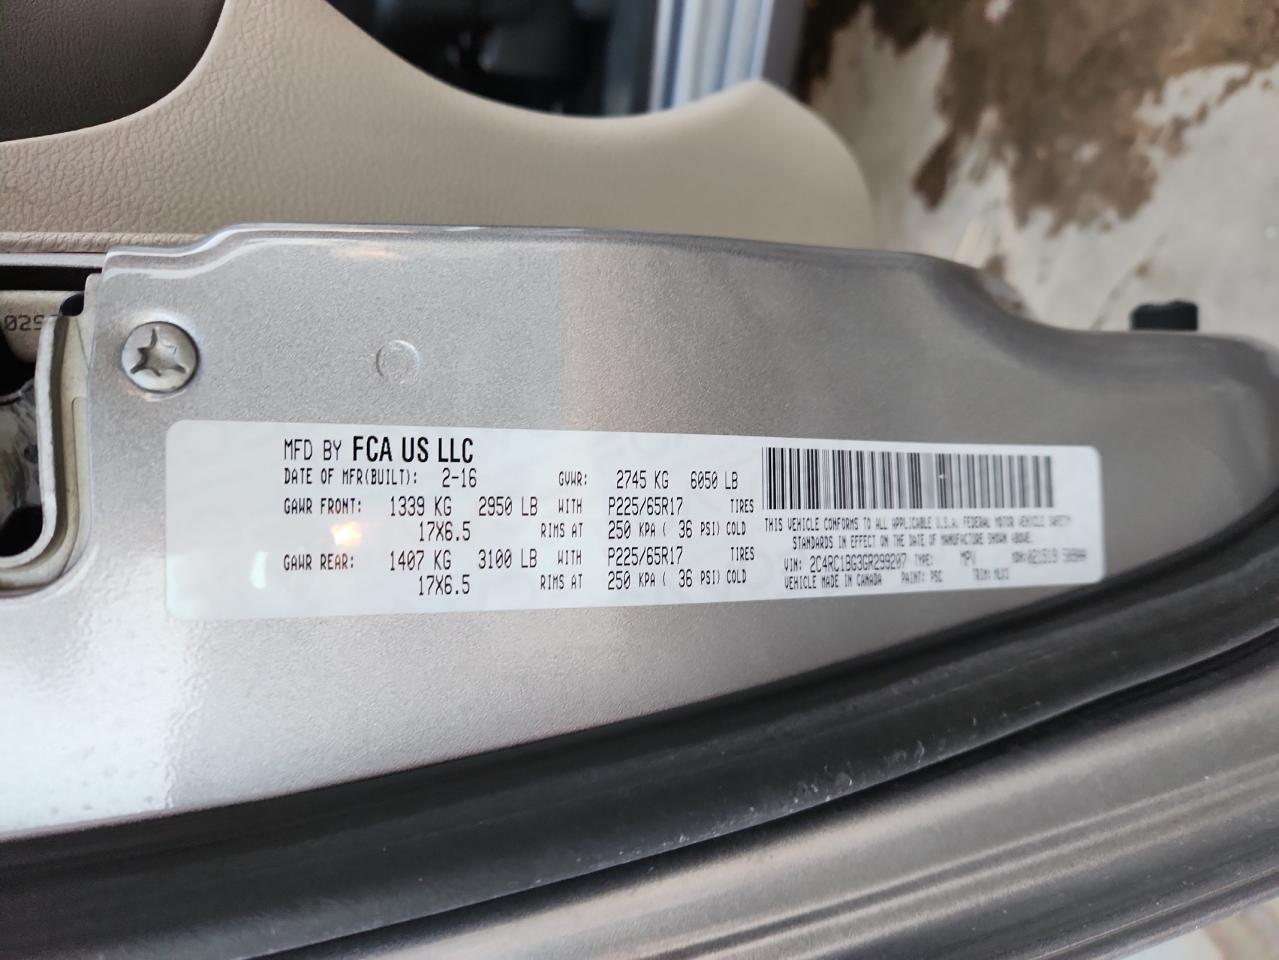 MFD BY FCA US LLC
DATE OF MFR(BUILT): 2-16 GVWR: 2745 KG 6050 LB
GAWR FRONT: 1339 KG 2950 LB WITH P225/65R17 TIRES
17X6.5 RIMS AT 250 KPA ( 36 PSI) COLD
GAWR REAR: 1407 KG 3100 LB WITH P225/65R17 TIRES
17X6.5 RIMS AT 250 KPA ( 36 PSI) COLD
THIS VEHICLE CONFORMS TO ALL APPLICABLE U.S.A. FEDERAL MOTOR VEHICLE SAFETY
STANDARDS IN EFFECT ON THE DATE OF MANUFACTURE SHOWN ABOVE.
VIN: 2C4RC1BG3GR299207 TYPE: MPV MDH:
VEHICLE MADE IN CANADA PAINT: PSC TRIM: